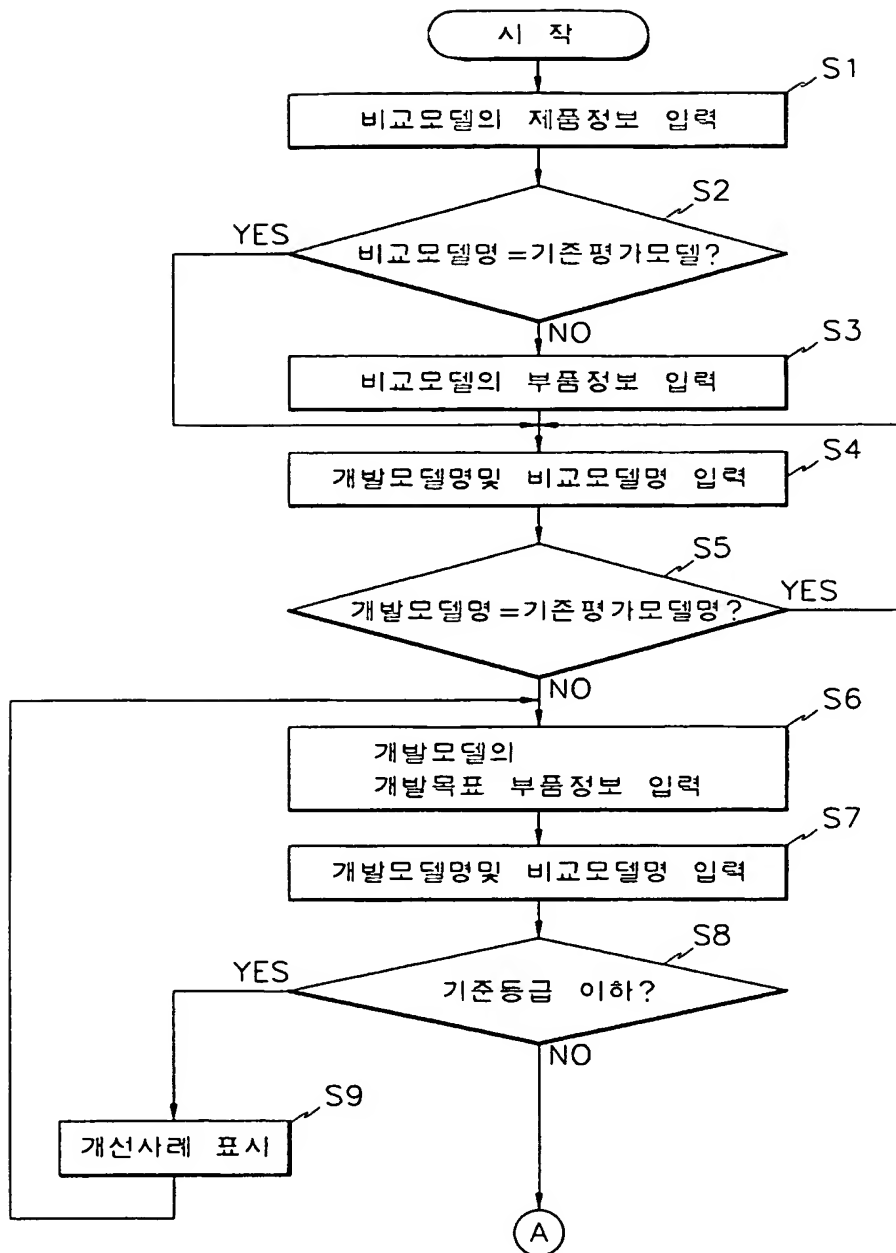 시 작
S1
비교모델의 제품정보 입력
S2
YES
비교모델명=기존평가모델?
NO
S3
비교모델의 부품정보 입력
S4
개발모델명및 비교모델명 입력
S5
YES
개발모델명=기존평가모델명?
NO
S6
개발모델의
개발목표 부품정보 입력
S7
개발모델명및 비교모델명 입력
S8
YES
기준등급 이하?
NO
S9
개선사례 표시
A